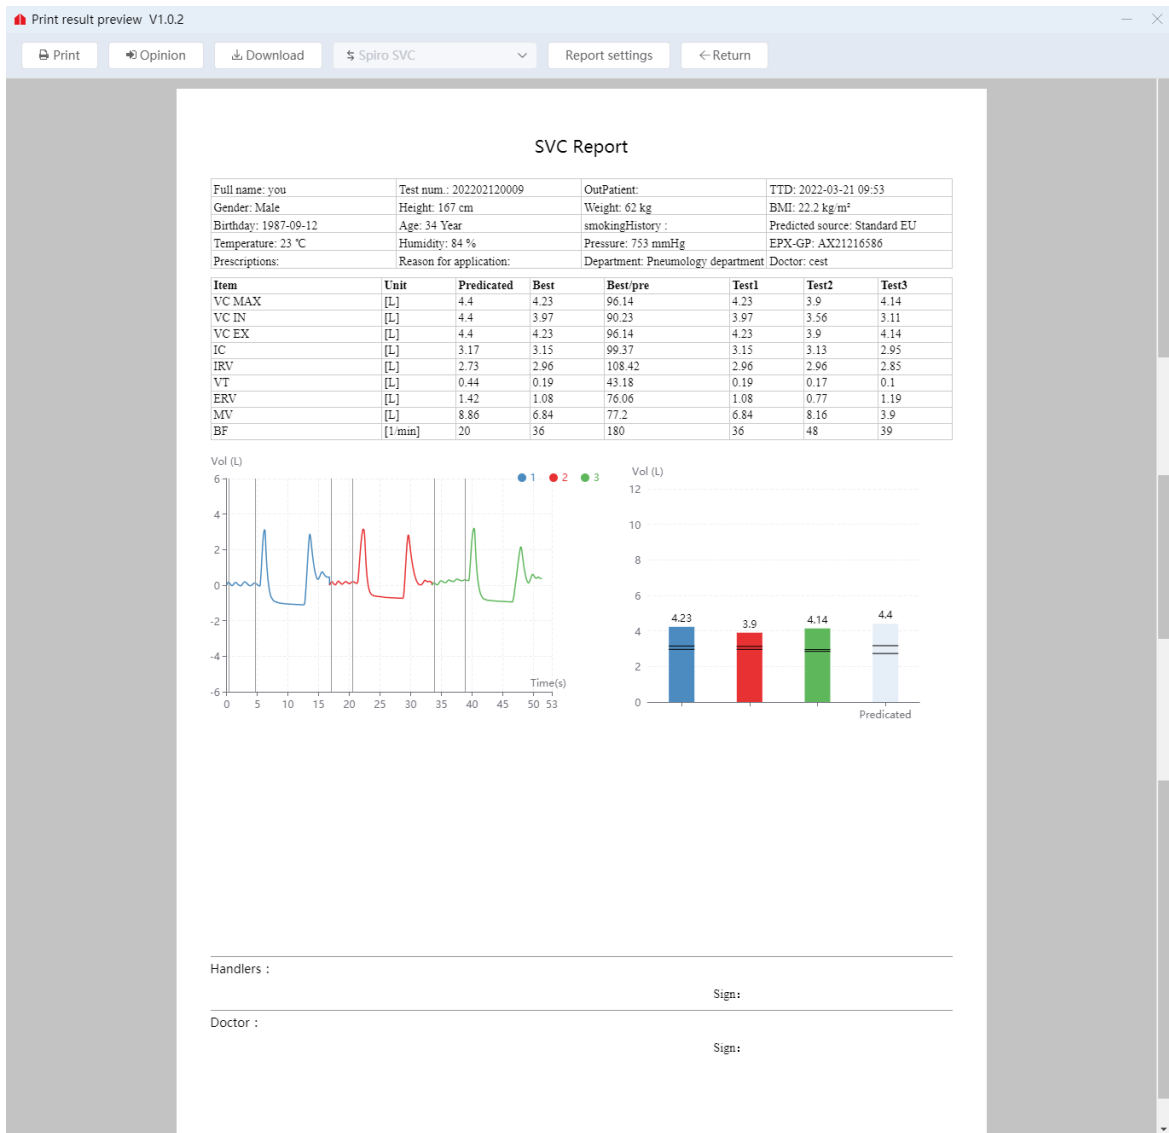 Print result preview V1.0.2
Print Opinion Download Spiro SVC Report settings Return
SVC Report
Full name: you Test num.: 202202120009 OutPatient: TTD: 2022-03-21 09:53
Gender: Male Height: 167 cm Weight: 62 kg BMI: 22.2 kg/m²
Birthday: 1987-09-12 Age: 34 Year smokingHistory : Predicted source: Standard EU
Temperature: 23 ℃ Humidity: 84 % Pressure: 753 mmHg EPX-GP: AX21216586
Prescriptions: Reason for application: Department: Pneumology department Doctor: cest
Item Unit Predicated Best Best/pre Test1 Test2 Test3
VC MAX [L] 4.4 4.23 96.14 4.23 3.9 4.14
VC IN [L] 4.4 3.97 90.23 3.97 3.56 3.11
VC EX [L] 4.4 4.23 96.14 4.23 3.9 4.14
IC [L] 3.17 3.15 99.37 3.15 3.13 2.95
IRV [L] 2.73 2.96 108.42 2.96 2.96 2.85
VT [L] 0.44 0.19 43.18 0.19 0.17 0.1
ERV [L] 1.42 1.08 76.06 1.08 0.77 1.19
MV [L] 8.86 6.84 77.2 6.84 8.16 3.9
BF [1/min] 20 36 180 36 48 39
Vol (L)
1 2 3
6
4
2
0
-2
-4
-6
Time(s)
0 5 10 15 20 25 30 35 40 45 50 53
Vol (L)
12
10
8
6
4
2
0
4.23 3.9 4.14 4.4
Predicated
Handlers :
Sign:
Doctor :
Sign: